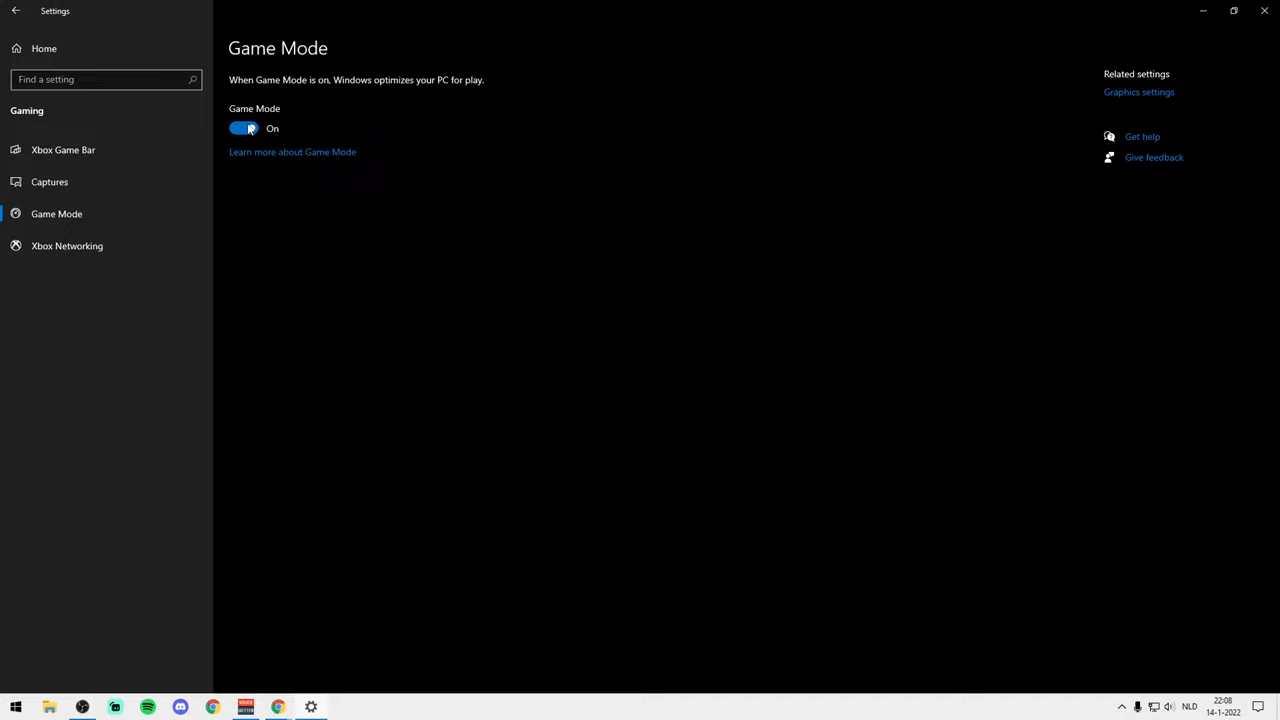 Settings
Home
Find a setting
Gaming
Xbox Game Bar
Captures
Game Mode
Xbox Networking
Game Mode
When Game Mode is on, Windows optimizes your PC for play.
Game Mode
On
Learn more about Game Mode
Related settings
Graphics settings
Get help
Give feedback
NLD
22:08
14-1-2022